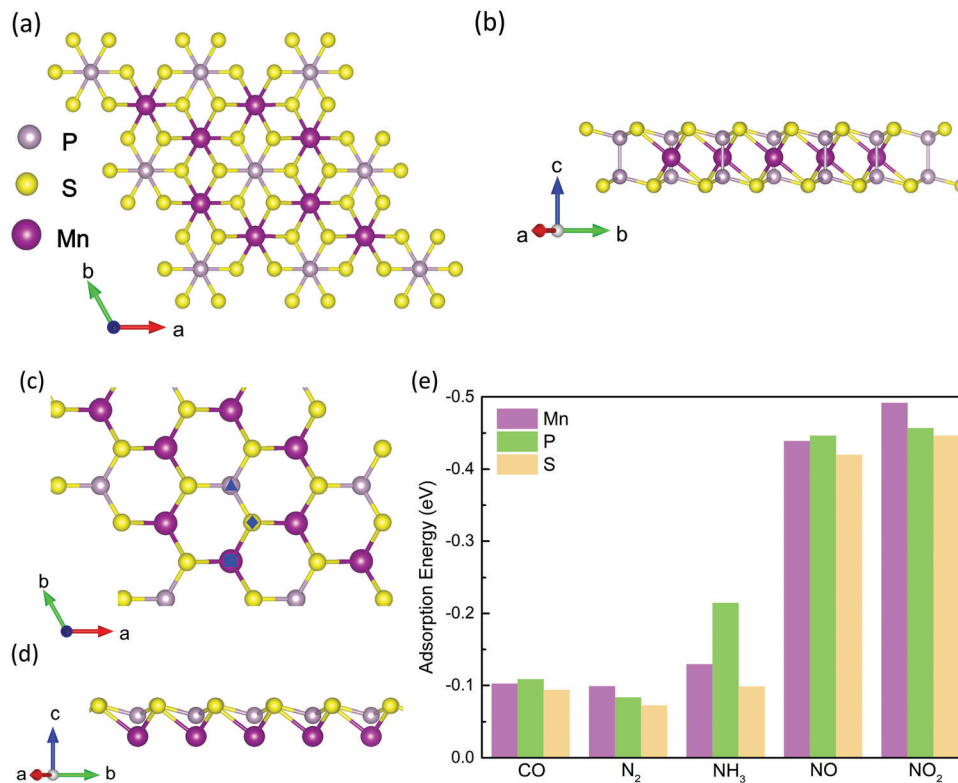 (a)
P
S
Mn
b
a
(b)
c
a
b
(c)
b
a
(d)
c
a
b
(e)
Adsorption Energy (eV)
-0.5
-0.4
-0.3
-0.2
-0.1
0.0
Mn
P
S
CO
N₂
NH₃
NO
NO₂